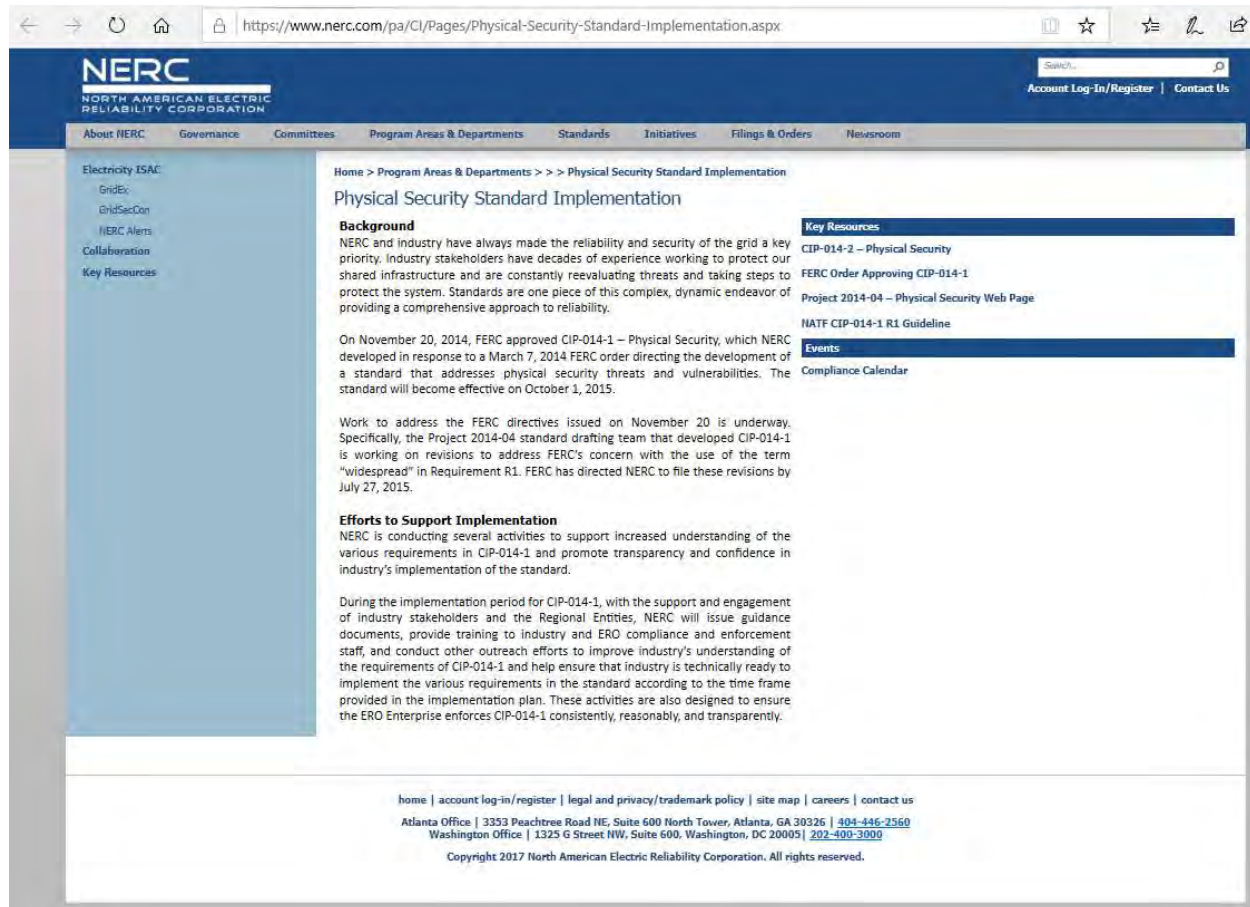 https://www.nerc.com/pa/CI/Pages/Physical-Security-Standard-Implementation.aspx
NERC
NORTH AMERICAN ELECTRIC
RELIABILITY CORPORATION
Search...
Account Log-In/Register | Contact Us
About NERC Governance Committees Program Areas & Departments Standards Initiatives Filings & Orders Newsroom
Electricity ISAC
GridEx
GridSecCon
NERC Alerts
Collaboration
Key Resources
Home > Program Areas & Departments > > > Physical Security Standard Implementation
Physical Security Standard Implementation
Background
NERC and industry have always made the reliability and security of the grid a key
priority. Industry stakeholders have decades of experience working to protect our
shared infrastructure and are constantly reevaluating threats and taking steps to
protect the system. Standards are one piece of this complex, dynamic endeavor of
providing a comprehensive approach to reliability.
On November 20, 2014, FERC approved CIP-014-1 – Physical Security, which NERC
developed in response to a March 7, 2014 FERC order directing the development of
a standard that addresses physical security threats and vulnerabilities. The
standard will become effective on October 1, 2015.
Work to address the FERC directives issued on November 20 is underway.
Specifically, the Project 2014-04 standard drafting team that developed CIP-014-1
is working on revisions to address FERC's concern with the use of the term
“widespread” in Requirement R1. FERC has directed NERC to file these revisions by
July 27, 2015.
Efforts to Support Implementation
NERC is conducting several activities to support increased understanding of the
various requirements in CIP-014-1 and promote transparency and confidence in
industry's implementation of the standard.
During the implementation period for CIP-014-1, with the support and engagement
of industry stakeholders and the Regional Entities, NERC will issue guidance
documents, provide training to industry and ERO compliance and enforcement
staff, and conduct other outreach efforts to improve industry's understanding of
the requirements of CIP-014-1 and help ensure that industry is technically ready to
implement the various requirements in the standard according to the time frame
provided in the implementation plan. These activities are also designed to ensure
the ERO Enterprise enforces CIP-014-1 consistently, reasonably, and transparently.
Key Resources
CIP-014-2 – Physical Security
FERC Order Approving CIP-014-1
Project 2014-04 – Physical Security Web Page
NATF CIP-014-1 R1 Guideline
Events
Compliance Calendar
home | account log-in/register | legal and privacy/trademark policy | site map | careers | contact us
Atlanta Office | 3353 Peachtree Road NE, Suite 600 North Tower, Atlanta, GA 30326 | 404-446-2560
Washington Office | 1325 G Street NW, Suite 600, Washington, DC 20005| 202-400-3000
Copyright 2017 North American Electric Reliability Corporation. All rights reserved.